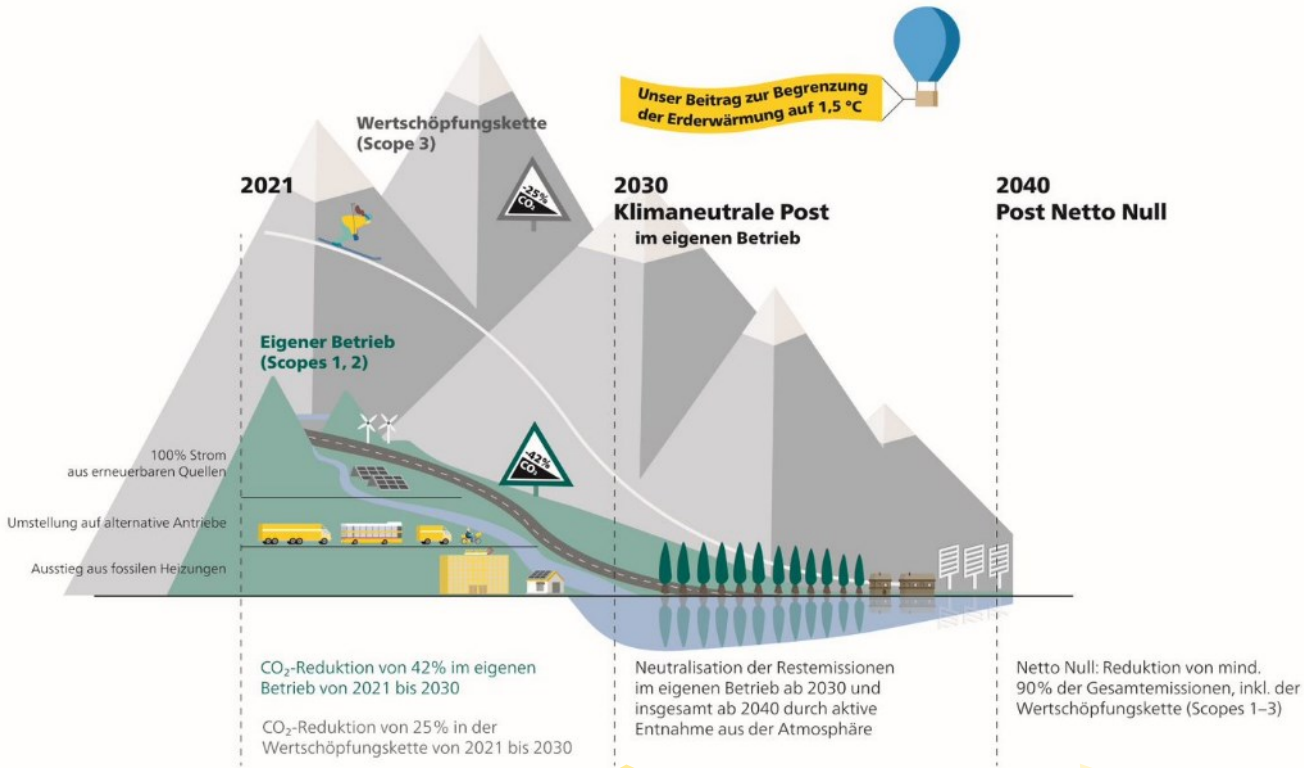 Unser Beitrag zur Begrenzung
der Erderwärmung auf 1,5 °C
Wertschöpfungskette
(Scope 3)
-25%
CO₂
2021
2030
Klimaneutrale Post
im eigenen Betrieb
2040
Post Netto Null
Eigener Betrieb
(Scopes 1, 2)
-42%
CO₂
100% Strom
aus erneuerbaren Quellen
Umstellung auf alternative Antriebe
Ausstieg aus fossilen Heizungen
CO₂-Reduktion von 42% im eigenen
Betrieb von 2021 bis 2030
CO₂-Reduktion von 25% in der
Wertschöpfungskette von 2021 bis 2030
Neutralisation der Restemissionen
im eigenen Betrieb ab 2030 und
insgesamt ab 2040 durch aktive
Entnahme aus der Atmosphäre
Netto Null: Reduktion von mind.
90% der Gesamtemissionen, inkl. der
Wertschöpfungskette (Scopes 1–3)